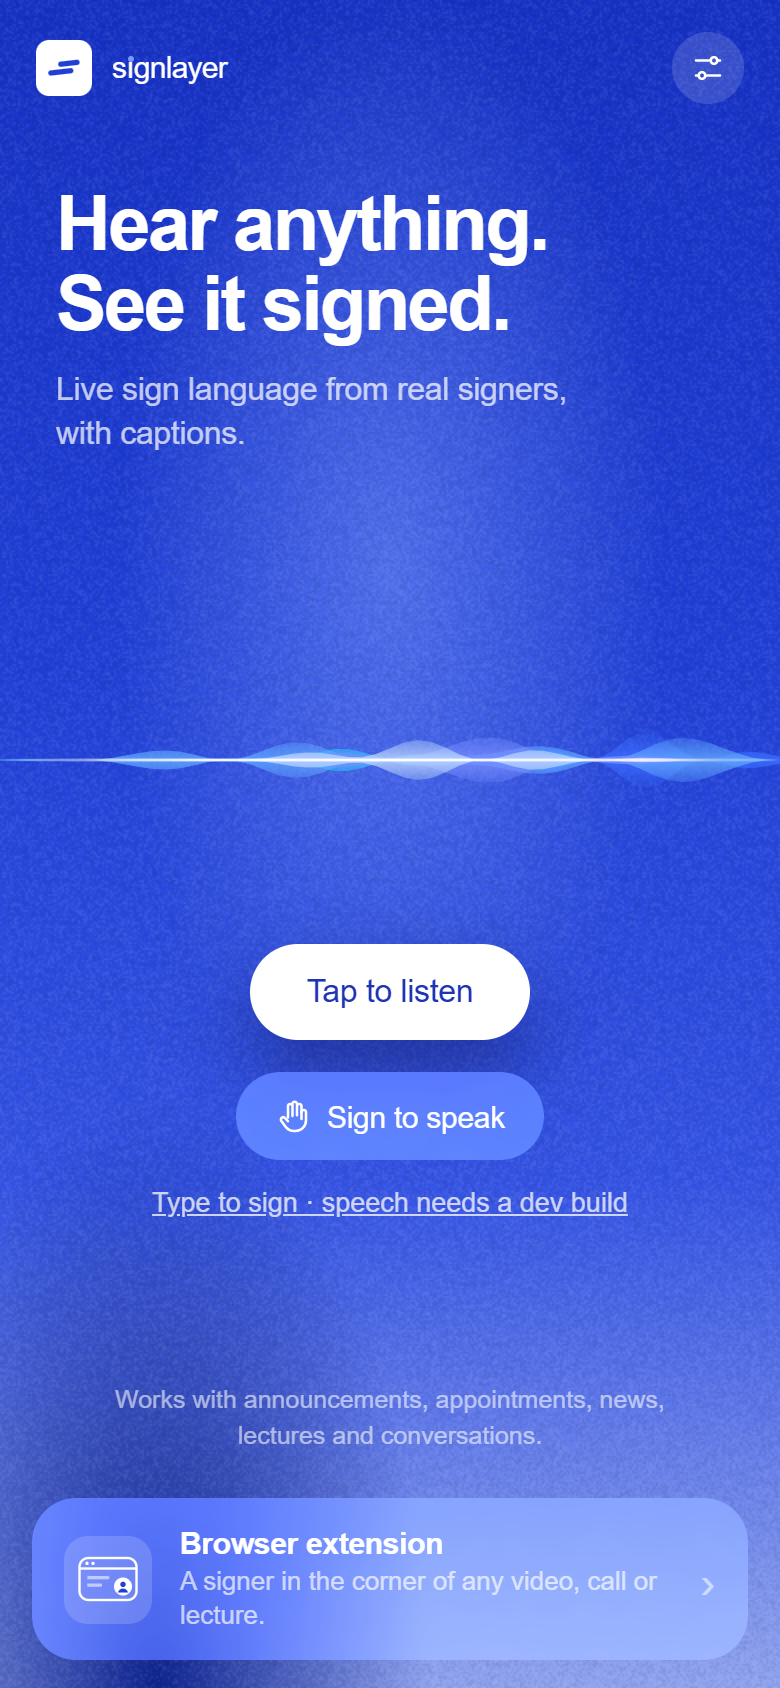 signlayer
Hear anything.
See it signed.
Live sign language from real signers,
with captions.
Tap to listen
Sign to speak
Type to sign · speech needs a dev build
Works with announcements, appointments, news,
lectures and conversations.
Browser extension
A signer in the corner of any video, call or
lecture.